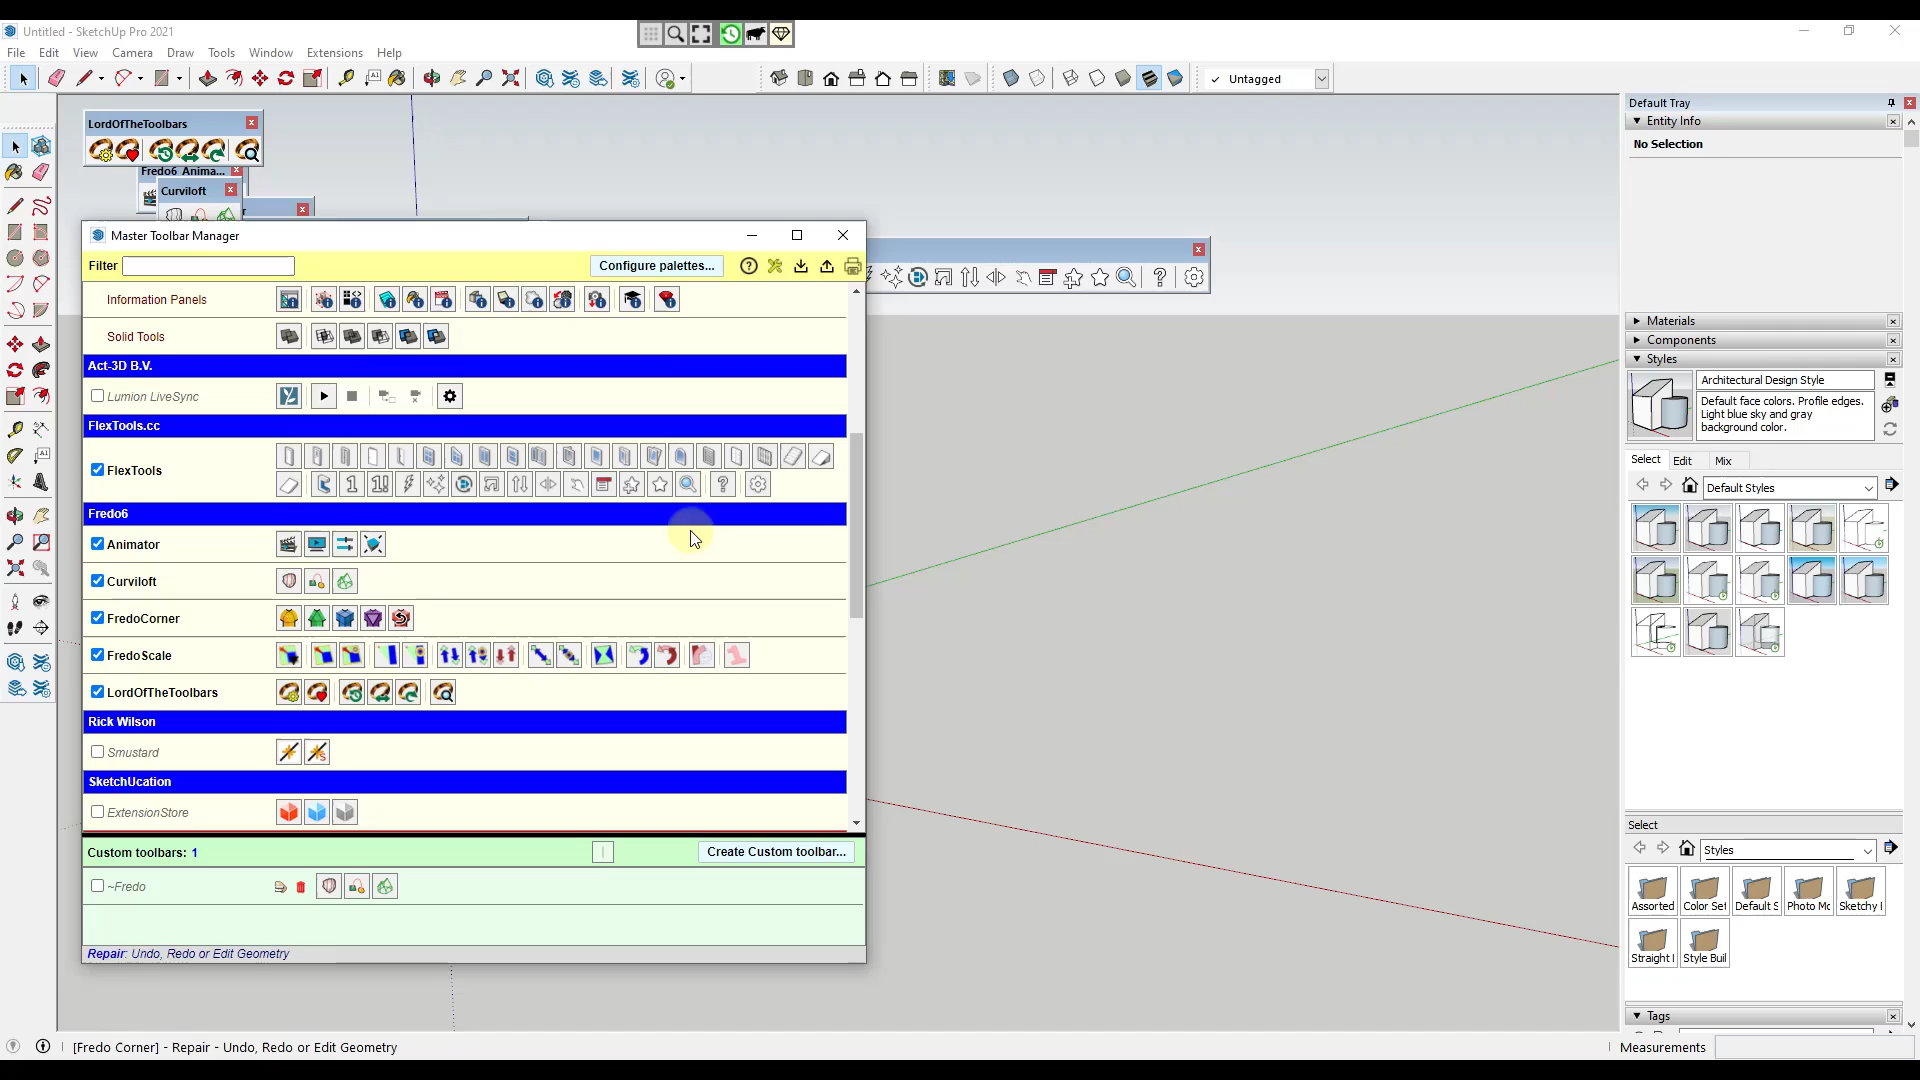 Untitled - SketchUp Pro 2021
File Edit View Camera Draw Tools Window Extensions Help
Untagged
LordOfTheToolbars
Fredo6 Anima...
Curviloft
Master Toolbar Manager
Filter
Configure palettes...
Information Panels
Solid Tools
Act-3D B.V.
Lumion LiveSync
FlexTools.cc
FlexTools
Fredo6
Animator
Curviloft
FredoCorner
FredoScale
LordOfTheToolbars
Rick Wilson
Smustard
SketchUcation
ExtensionStore
Custom toolbars: 1
Create Custom toolbar...
~Fredo
Repair: Undo, Redo or Edit Geometry
[Fredo Corner] - Repair - Undo, Redo or Edit Geometry
Measurements
Default Tray
Entity Info
No Selection
Materials
Components
Styles
Architectural Design Style
Default face colors. Profile edges.
Light blue sky and gray
background color.
Select Edit Mix
Default Styles
Select
Styles
Assorted Color Set Default S Photo Mo Sketchy I
Straight I Style Buil
Tags